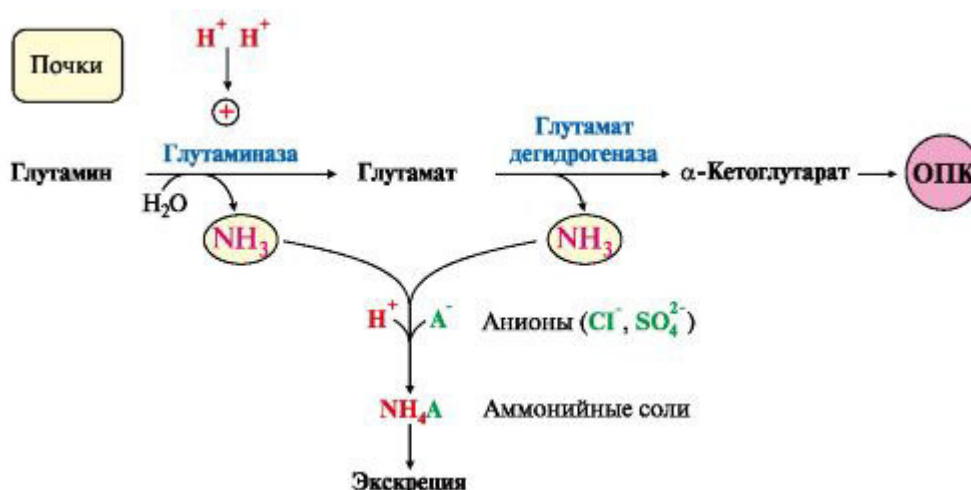 Почки
H⁺ H⁺
+
Глутамин
Глутаминаза
H₂O
Глутамат
Глутамат
дегидрогеназа
α-Кетоглутарат
ОПК
NH₃
NH₃
H⁺ A⁻ Анионы (Cl⁻, SO₄²⁻)
NH₄A Аммонийные соли
Экскреция